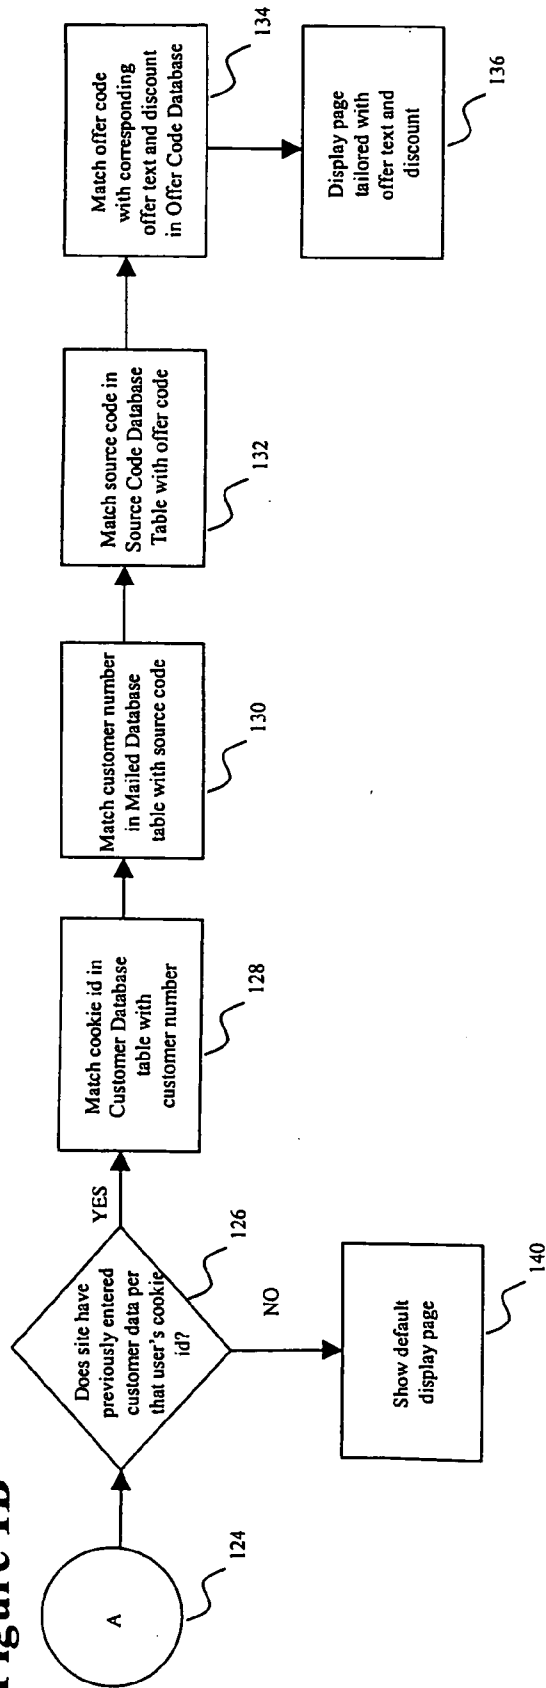 Figure 1B
A
124
Does site have
previously entered
customer data per
that user's cookie
id?
126
YES
NO
Show default
display page
140
Match cookie id in
Customer Database
table with
customer number
128
Match customer number
in Mailed Database
table with source code
130
Match source code in
Source Code Database
Table with offer code
132
Match offer code
with corresponding
offer text and discount
in Offer Code Database
134
Display page
tailored with
offer text and
discount
136